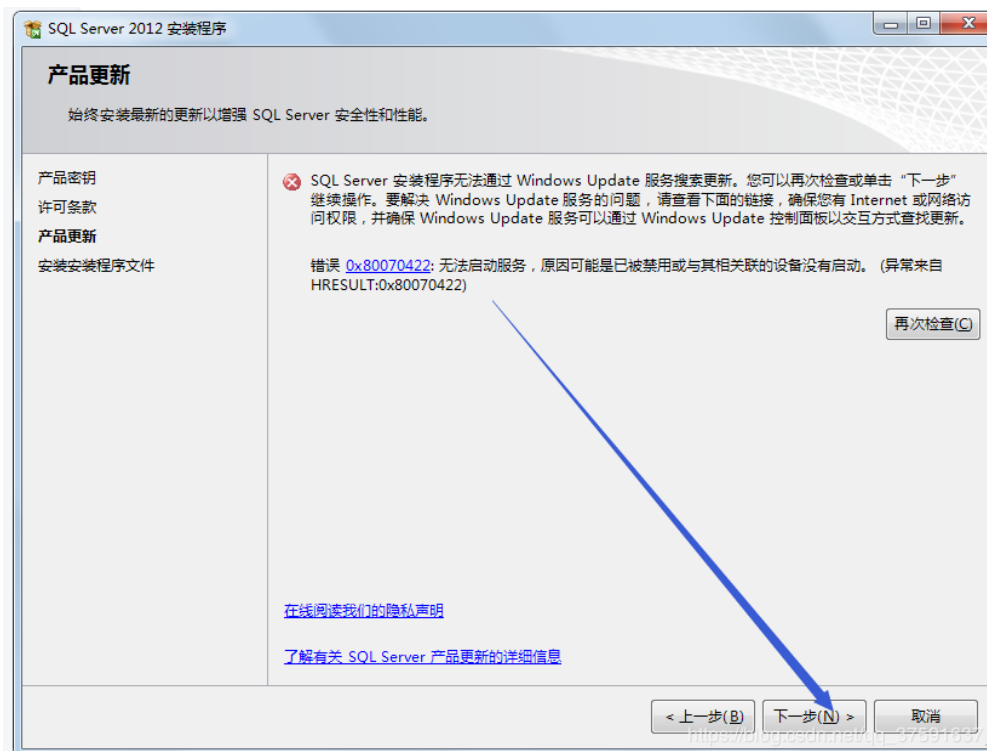 SQL Server 2012 安装程序
产品更新
始终安装最新的更新以增强 SQL Server 安全性和性能。
产品密钥
许可条款
产品更新
安装安装程序文件
SQL Server 安装程序无法通过 Windows Update 服务搜索更新。您可以再次检查或单击“下一步”
继续操作。要解决 Windows Update 服务的问题，请查看下面的链接，确保您有 Internet 或网络访
问权限，并确保 Windows Update 服务可以通过 Windows Update 控制面板以交互方式查找更新。
错误 0x80070422: 无法启动服务，原因可能是已被禁用或与其相关联的设备没有启动。 (异常来自
HRESULT:0x80070422)
再次检查(C)
在线阅读我们的隐私声明
了解有关 SQL Server 产品更新的详细信息
< 上一步(B)
下一步(N) >
取消
https://blog.csdn.net/qq_37591637